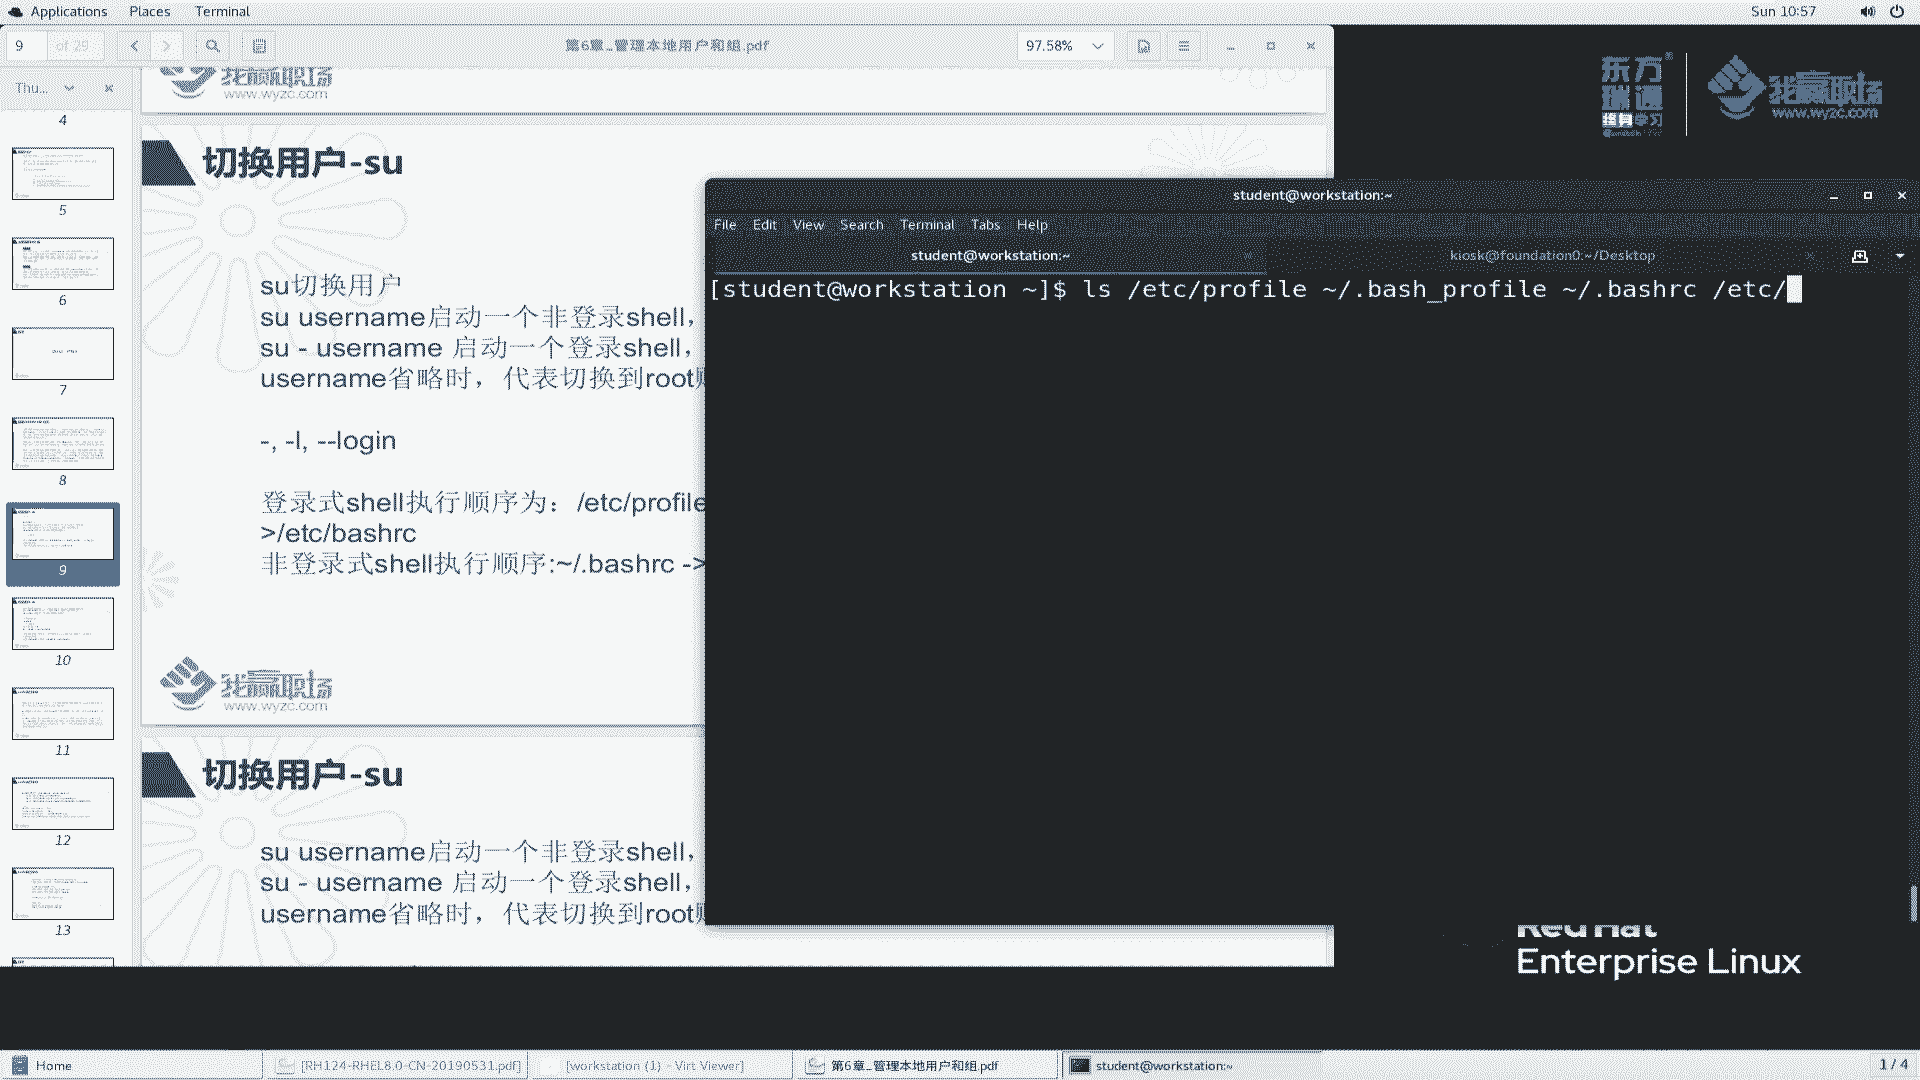 Applications Places Terminal Sun 10:57
9 of 29 第6章_管理本地用户和组.pdf 97.58%
Thu...
我赢职场
www.wyzc.com
东方瑞通
终身学习
我赢职场
www.wyzc.com
4
5
6
7
8
9
10
11
12
13
切换用户-su
su切换用户
su username启动一个非登录shell，
su - username 启动一个登录shell，
username省略时，代表切换到root
-, -l, --login
登录式shell执行顺序为：/etc/profile
>/etc/bashrc
非登录式shell执行顺序:~/.bashrc ->
我赢职场
www.wyzc.com
切换用户-su
su username启动一个非登录shell，
su - username 启动一个登录shell，
username省略时，代表切换到root
student@workstation:~
File Edit View Search Terminal Tabs Help
student@workstation:~ kiosk@foundation0:~/Desktop
[student@workstation ~]$ ls /etc/profile ~/.bash_profile ~/.bashrc /etc/
Red Hat
Enterprise Linux
Home [RH124-RHEL8.0-CN-20190531.pdf] [workstation (1) - Virt Viewer] 第6章_管理本地用户和组.pdf student@workstation:~ 1 / 4